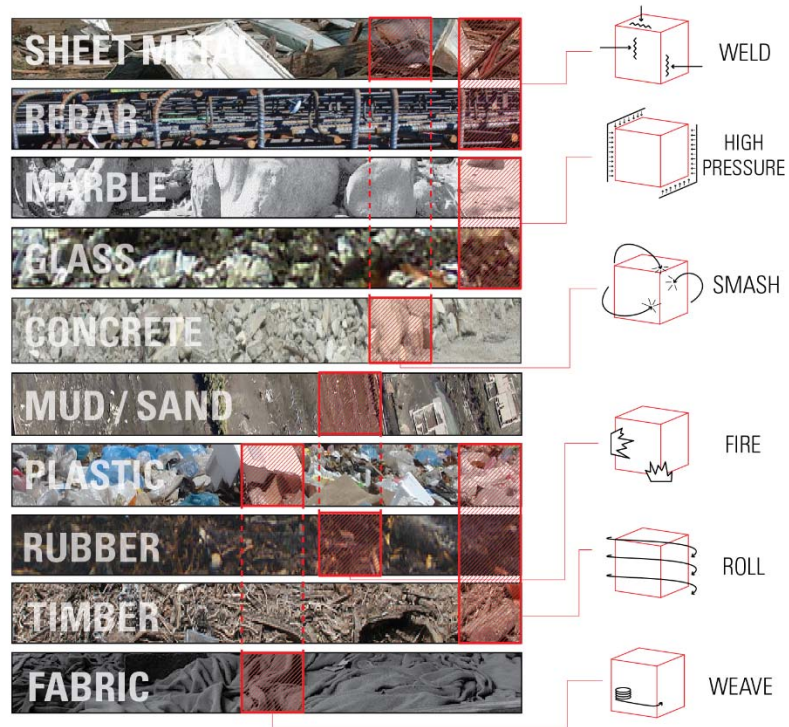 SHEET METAL
REBAR
MARBLE
GLASS
CONCRETE
MUD / SAND
PLASTIC
RUBBER
TIMBER
FABRIC
WELD
HIGH
PRESSURE
SMASH
FIRE
ROLL
WEAVE